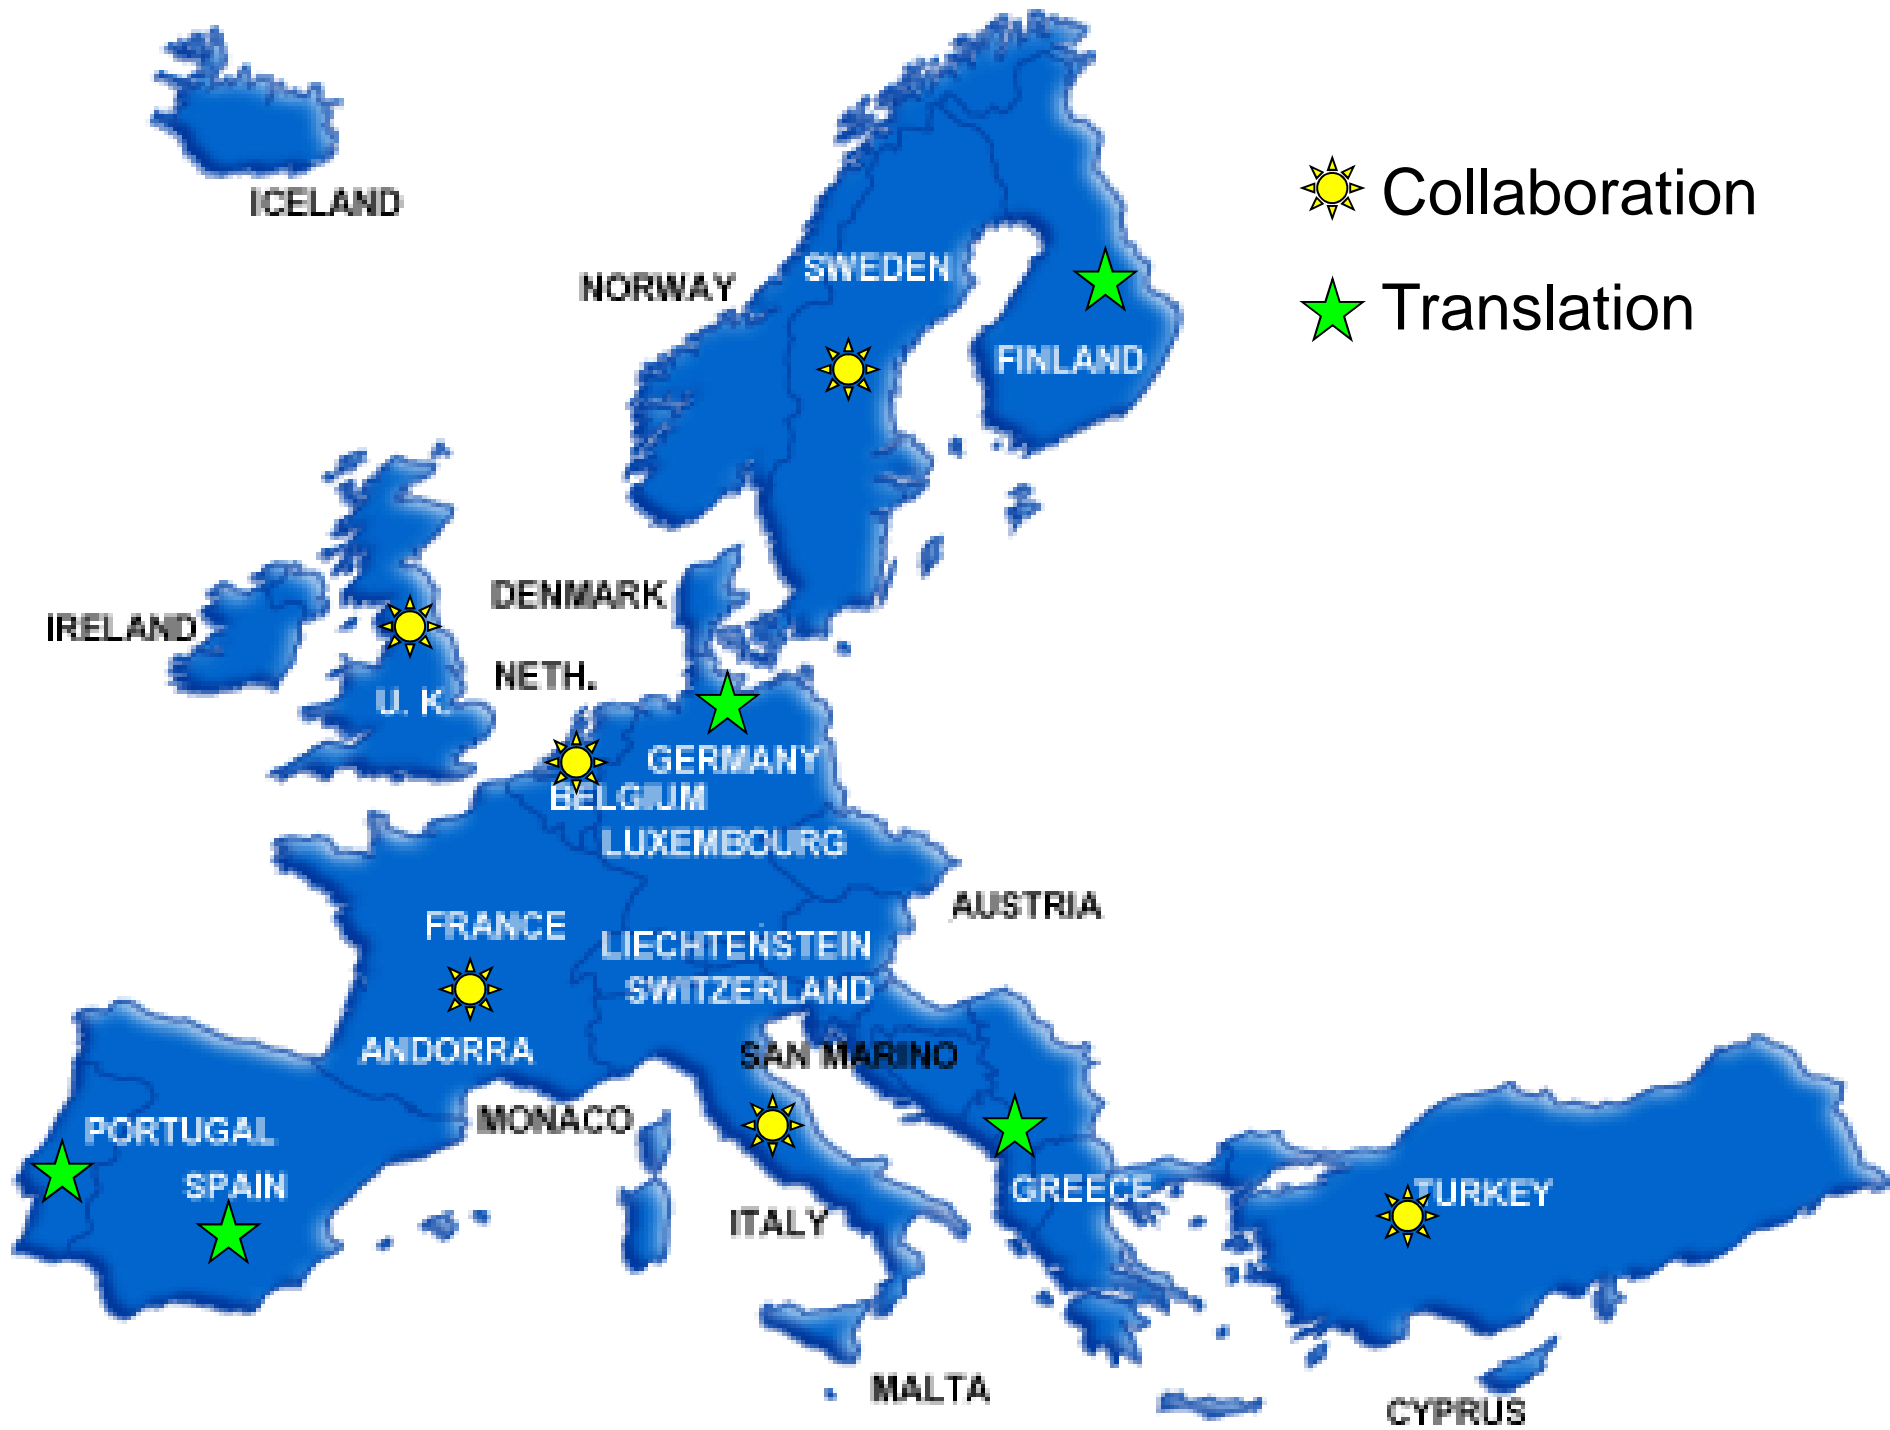 ICELAND
Collaboration
SWEDEN
NORWAY
Translation
FINLAND
DENMARK
IRELAND
NETH.
U. K.
GERMANY
BELGIUM
LUXEMBOURG
AUSTRIA
FRANCE
LIECHTENSTEIN
SWITZERLAND
ANDORRA
SAN MARINO
MONACO
PORTUGAL
SPAIN
GREECE
TURKEY
ITALY
MALTA
CYPRUS